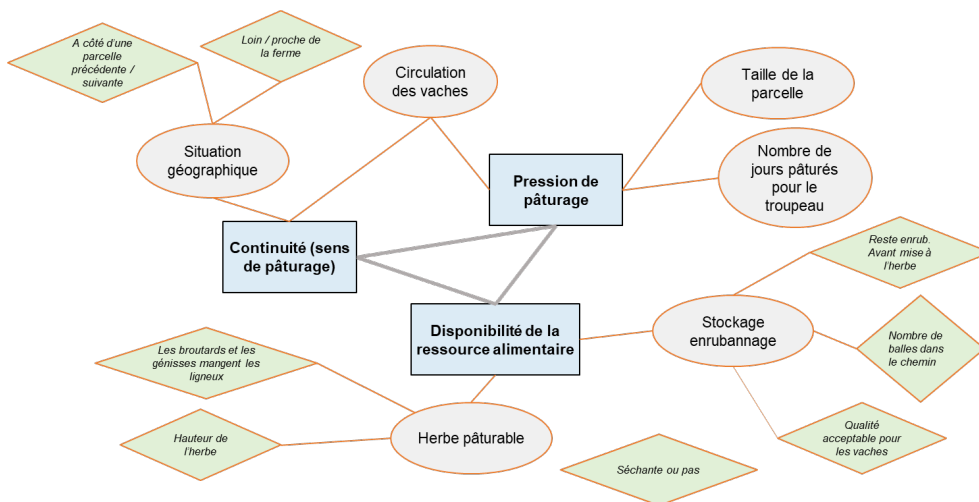 A côté d'une
parcelle
précédente /
suivante
Loin / proche de
la ferme
Circulation
des vaches
Taille de la
parcelle
Situation
géographique
Pression de
pâturage
Nombre de
jours pâturés
pour le
troupeau
Continuité (sens
de pâturage)
Reste enrub.
Avant mise à
l'herbe
Disponibilité de la
ressource alimentaire
Stockage
enrubannage
Nombre de
balles dans
le chemin
Les broutards et les
génisses mangent les
ligneux
Hauteur de
l'herbe
Herbe pâturable
Qualité
acceptable pour
les vaches
Séchante ou pas